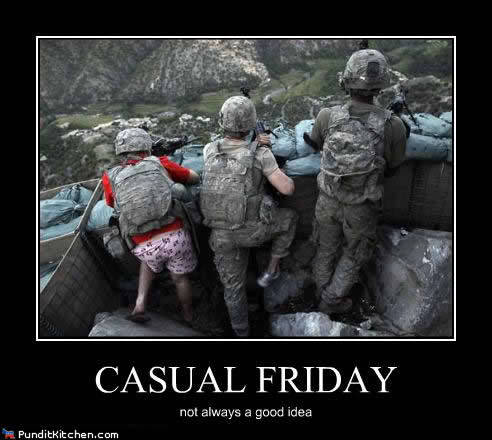 CASUAL FRIDAY
not always a good idea
PunditKitchen.com